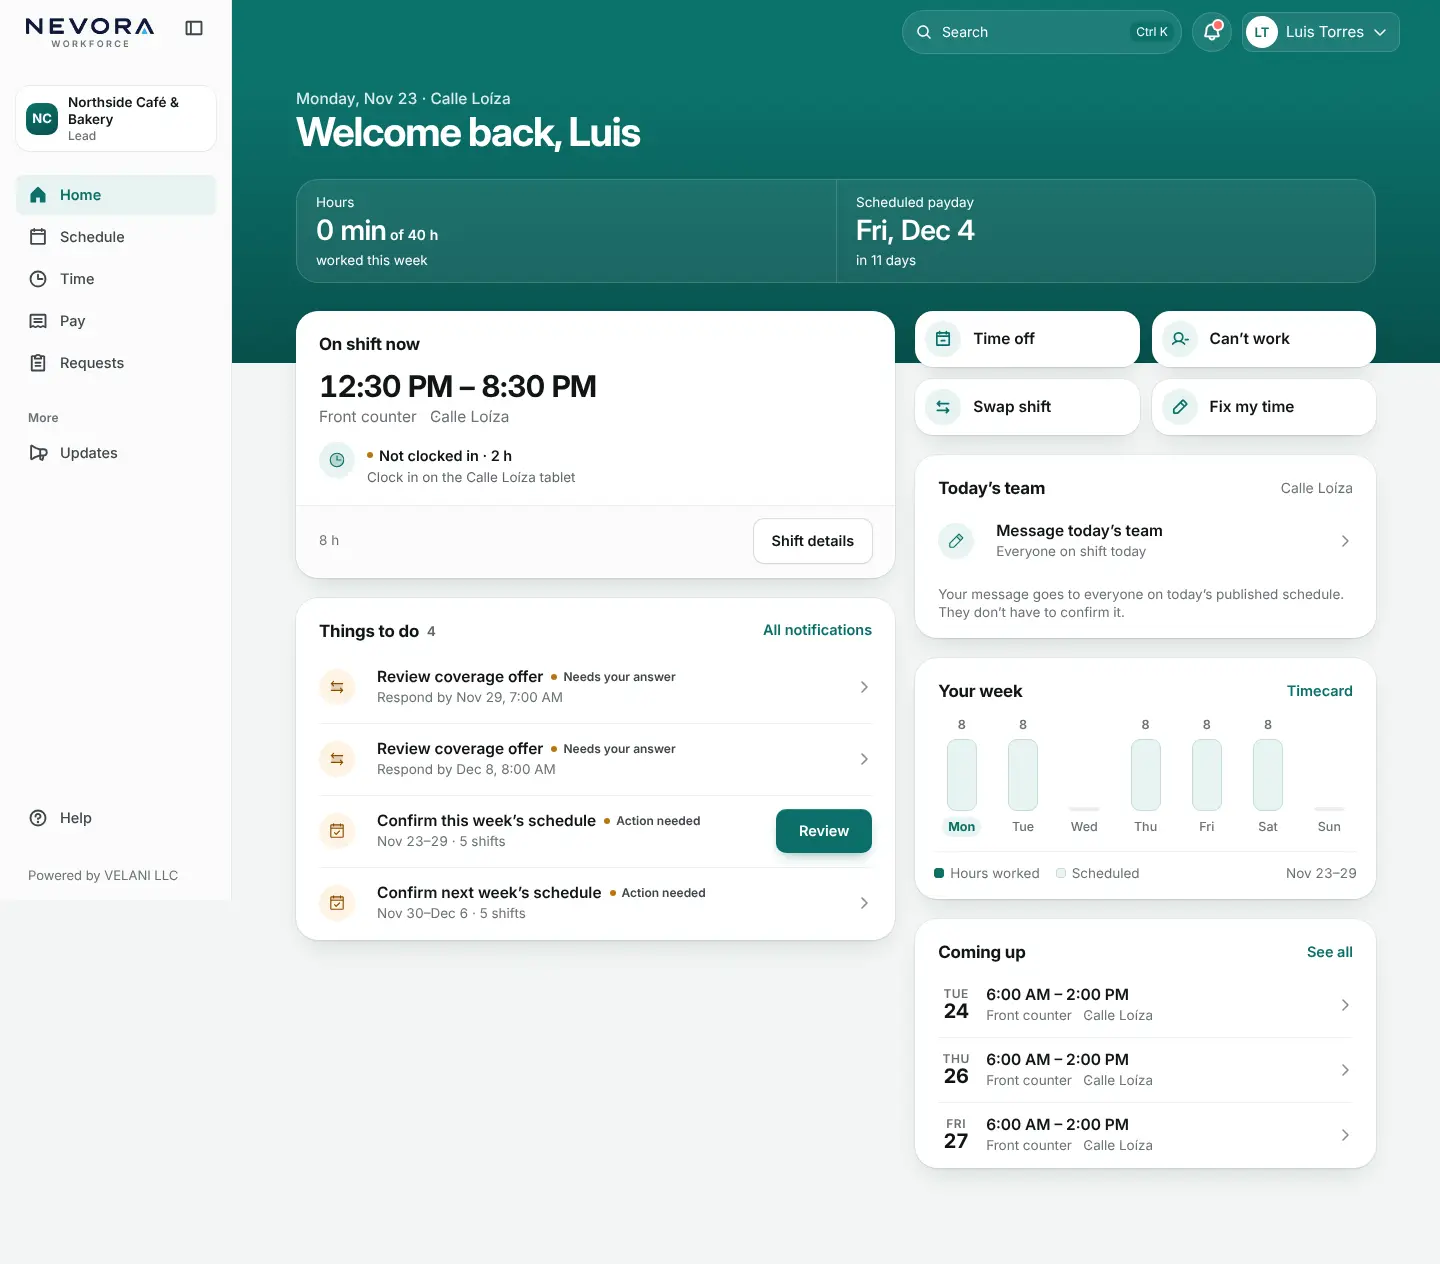 NEVORA
WORKFORCE
Northside Café &
Bakery
NC
Lead
Home
Schedule
Time
Pay
Requests
More
Updates
Help
Powered by VELANI LLC
Search
Ctrl K
LT
Luis Torres
Monday, Nov 23 · Calle Loíza
Welcome back, Luis
Hours
0 min of 40 h
worked this week
Scheduled payday
Fri, Dec 4
in 11 days
On shift now
12:30 PM – 8:30 PM
Front counter Calle Loíza
Not clocked in · 2 h
Clock in on the Calle Loíza tablet
8 h
Shift details
Things to do 4
All notifications
Review coverage offer Needs your answer
Respond by Nov 29, 7:00 AM
Review coverage offer Needs your answer
Respond by Dec 8, 8:00 AM
Confirm this week’s schedule Action needed
Nov 23–29 · 5 shifts
Review
Confirm next week’s schedule Action needed
Nov 30–Dec 6 · 5 shifts
Time off
Can’t work
Swap shift
Fix my time
Today’s team
Calle Loíza
Message today’s team
Everyone on shift today
Your message goes to everyone on today’s published schedule.
They don’t have to confirm it.
Your week
Timecard
8 8 8 8 8
Mon Tue Wed Thu Fri Sat Sun
Hours worked Scheduled Nov 23–29
Coming up
See all
TUE
24
6:00 AM – 2:00 PM
Front counter Calle Loíza
THU
26
6:00 AM – 2:00 PM
Front counter Calle Loíza
FRI
27
6:00 AM – 2:00 PM
Front counter Calle Loíza